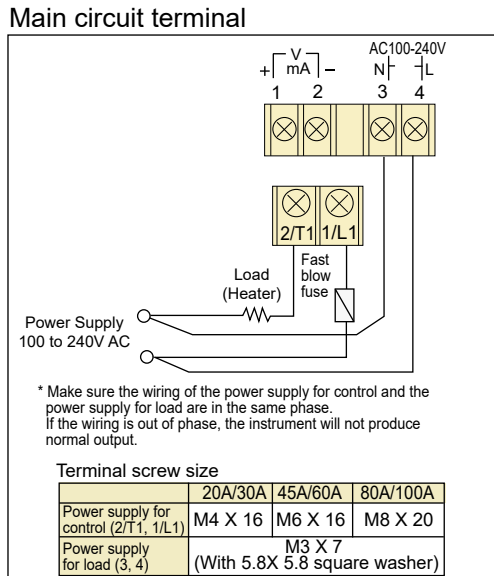 Main circuit terminal
V
mA
+ –
AC100-240V
N L
1 2 3 4
2/T1 1/L1
Load
(Heater)
Fast
blow
fuse
Power Supply
100 to 240V AC
* Make sure the wiring of the power supply for control and the
power supply for load are in the same phase.
If the wiring is out of phase, the instrument will not produce
normal output.
Terminal screw size
20A/30A 45A/60A 80A/100A
Power supply for
control (2/T1, 1/L1) M4 X 16 M6 X 16 M8 X 20
Power supply
for load (3, 4) M3 X 7
(With 5.8X 5.8 square washer)